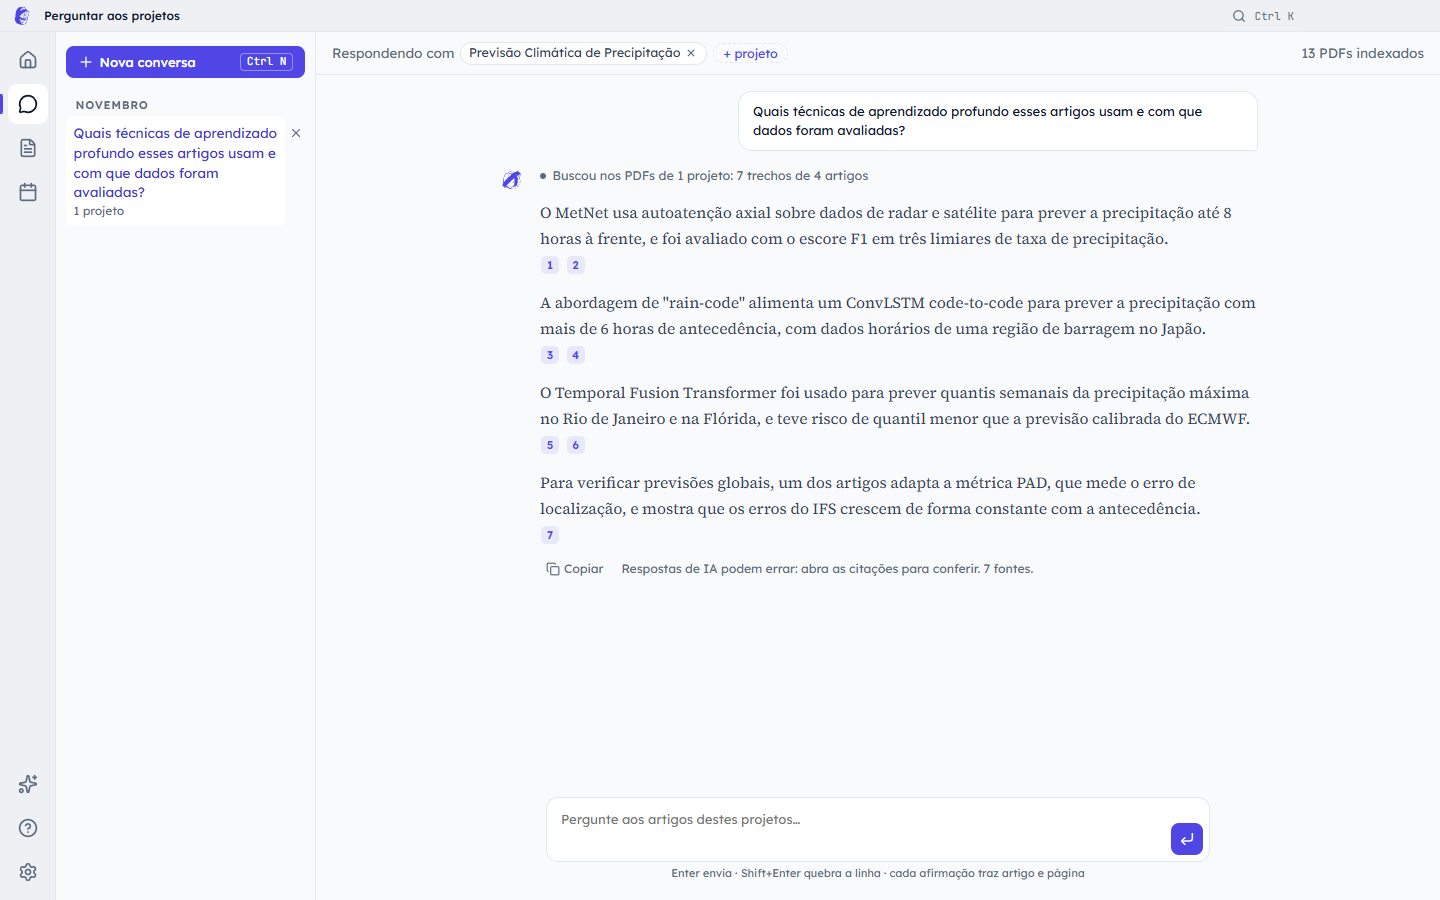 Perguntar aos projetos
Ctrl K
Nova conversa
Ctrl N
NOVEMBRO
Quais técnicas de aprendizado
profundo esses artigos usam e
com que dados foram
avaliadas?
1 projeto
Respondendo com
Previsão Climática de Precipitação
+ projeto
13 PDFs indexados
Quais técnicas de aprendizado profundo esses artigos usam e com que
dados foram avaliadas?
Buscou nos PDFs de 1 projeto: 7 trechos de 4 artigos
O MetNet usa autoatenção axial sobre dados de radar e satélite para prever a precipitação até 8
horas à frente, e foi avaliado com o escore F1 em três limiares de taxa de precipitação.
1 2
A abordagem de "rain-code" alimenta um ConvLSTM code-to-code para prever a precipitação com
mais de 6 horas de antecedência, com dados horários de uma região de barragem no Japão.
3 4
O Temporal Fusion Transformer foi usado para prever quantis semanais da precipitação máxima
no Rio de Janeiro e na Flórida, e teve risco de quantil menor que a previsão calibrada do ECMWF.
5 6
Para verificar previsões globais, um dos artigos adapta a métrica PAD, que mede o erro de
localização, e mostra que os erros do IFS crescem de forma constante com a antecedência.
7
Copiar
Respostas de IA podem errar: abra as citações para conferir. 7 fontes.
Pergunte aos artigos destes projetos…
Enter envia · Shift+Enter quebra a linha · cada afirmação traz artigo e página